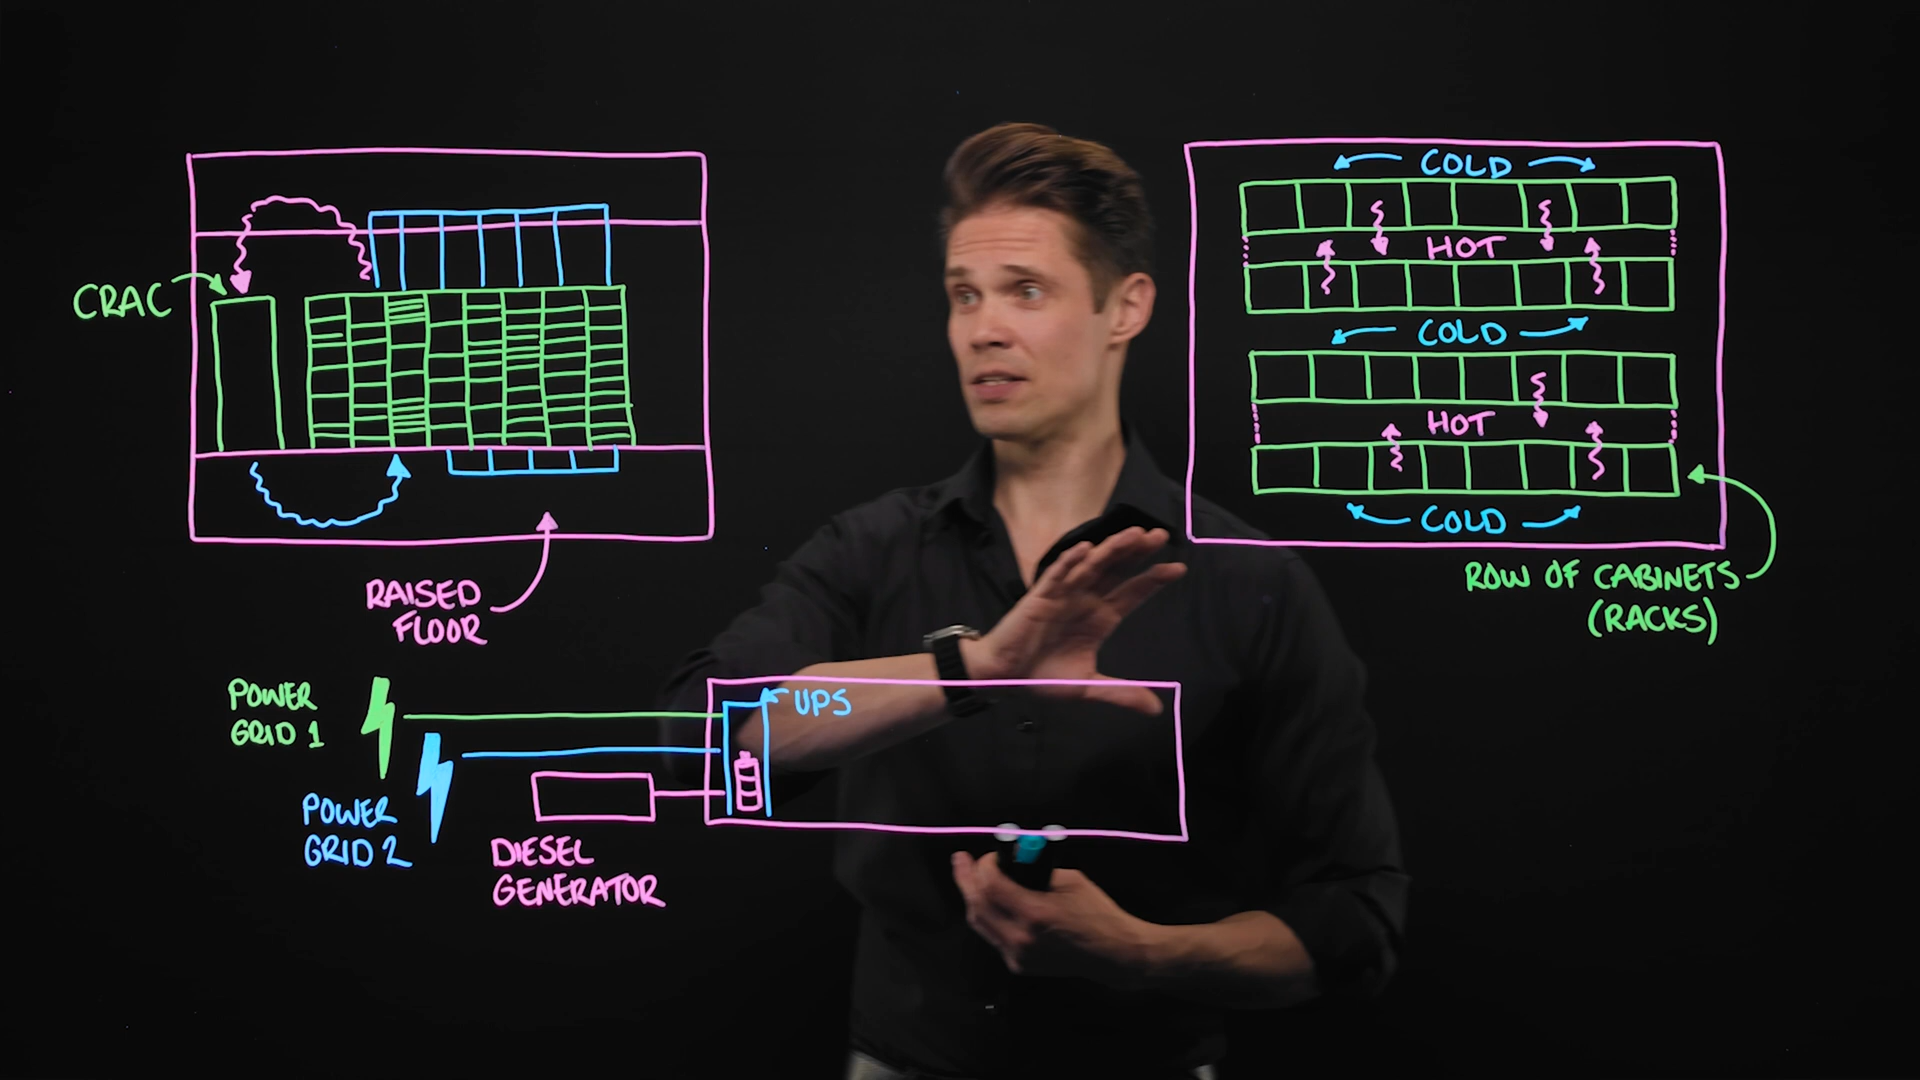 CRAC
RAISED
FLOOR
COLD
HOT
COLD
HOT
COLD
ROW OF CABINETS
(RACKS)
POWER
GRID 1
POWER
GRID 2
DIESEL
GENERATOR
UPS